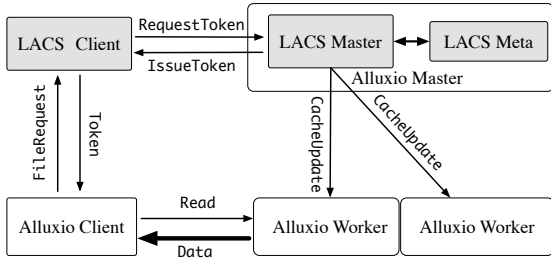 RequestToken
LACS Client
LACS Master
LACS Meta
IssueToken
Alluxio Master
FileRequest
Token
CacheUpdate
CacheUpdate
Alluxio Client
Read
Data
Alluxio Worker
Alluxio Worker